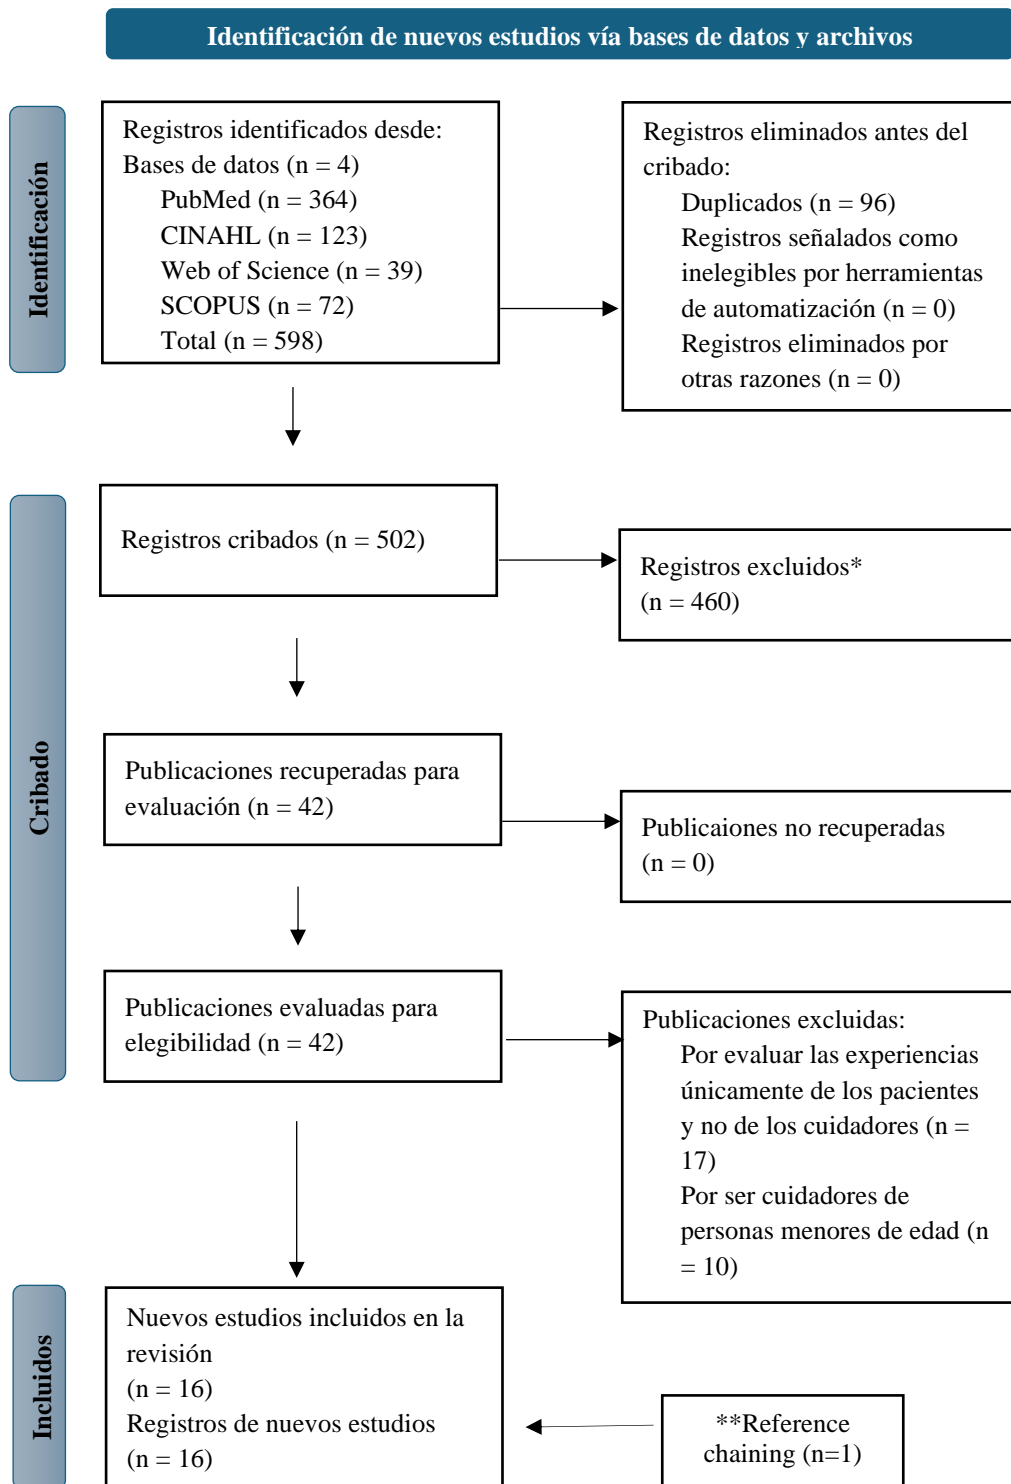 Identificación de nuevos estudios vía bases de datos y archivos
Identificación
Registros identificados desde:
Bases de datos (n = 4)
PubMed (n = 364)
CINAHL (n = 123)
Web of Science (n = 39)
SCOPUS (n = 72)
Total (n = 598)
Registros eliminados antes del
cribado:
Duplicados (n = 96)
Registros señalados como
inelegibles por herramientas
de automatización (n = 0)
Registros eliminados por
otras razones (n = 0)
Cribado
Registros cribados (n = 502)
Registros excluidos*
(n = 460)
Publicaciones recuperadas para
evaluación (n = 42)
Publicaiones no recuperadas
(n = 0)
Publicaciones evaluadas para
elegibilidad (n = 42)
Publicaciones excluidas:
Por evaluar las experiencias
únicamente de los pacientes
y no de los cuidadores (n =
17)
Por ser cuidadores de
personas menores de edad (n
= 10)
Incluidos
Nuevos estudios incluidos en la
revisión
(n = 16)
Registros de nuevos estudios
(n = 16)
**Reference
chaining (n=1)